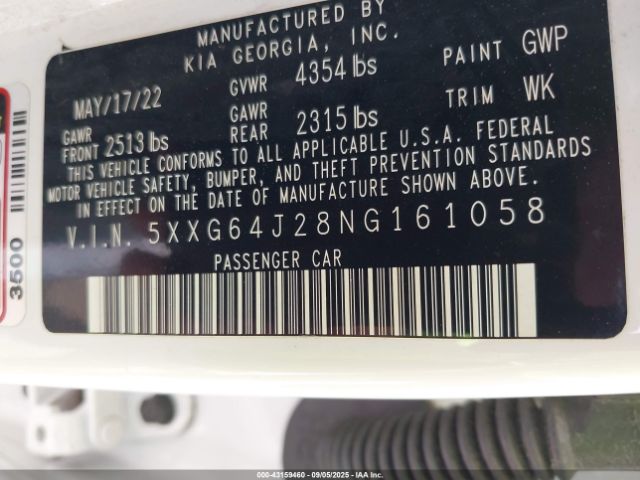 MANUFACTURED BY
KIA GEORGIA, INC.
MAY/17/22 GVWR 4354 lbs PAINT GWP
GAWR FRONT 2513 lbs GAWR REAR 2315 lbs TRIM WK
THIS VEHICLE CONFORMS TO ALL APPLICABLE U.S.A. FEDERAL
MOTOR VEHICLE SAFETY, BUMPER, AND THEFT PREVENTION STANDARDS
IN EFFECT ON THE DATE OF MANUFACTURE SHOWN ABOVE.
V.I.N. 5XXG64J28NG161058
PASSENGER CAR
3500
000-43159460 - 09/05/2025 - IAAC